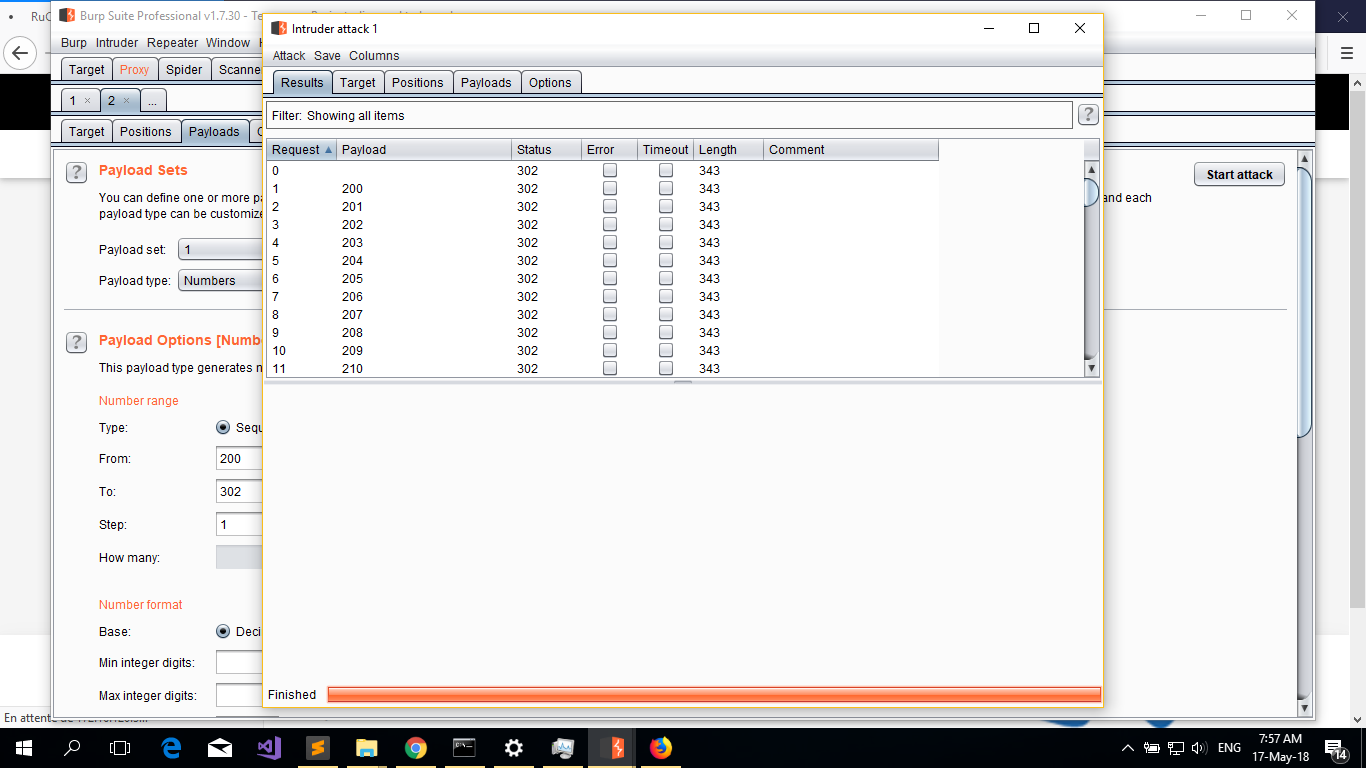 RuC
Burp Suite Professional v1.7.30 - Te
Burp Intruder Repeater Window
Target Proxy Spider Scanne
1 × 2 × ...
Target Positions Payloads
Payload Sets
You can define one or more pa
and each
payload type can be customize
Payload set: 1
Payload type: Numbers
Start attack
Payload Options [Numb
This payload type generates n
Number range
Type: Sequ
From: 200
To: 302
Step: 1
How many:
Number format
Base: Deci
Min integer digits:
Max integer digits:
Intruder attack 1
Attack Save Columns
Results Target Positions Payloads Options
Filter: Showing all items
?
Request Payload Status Error Timeout Length Comment
0 302 343
1 200 302 343
2 201 302 343
3 202 302 343
4 203 302 343
5 204 302 343
6 205 302 343
7 206 302 343
8 207 302 343
9 208 302 343
10 209 302 343
11 210 302 343
Finished
En attente de
ENG
7:57 AM
17-May-18
14